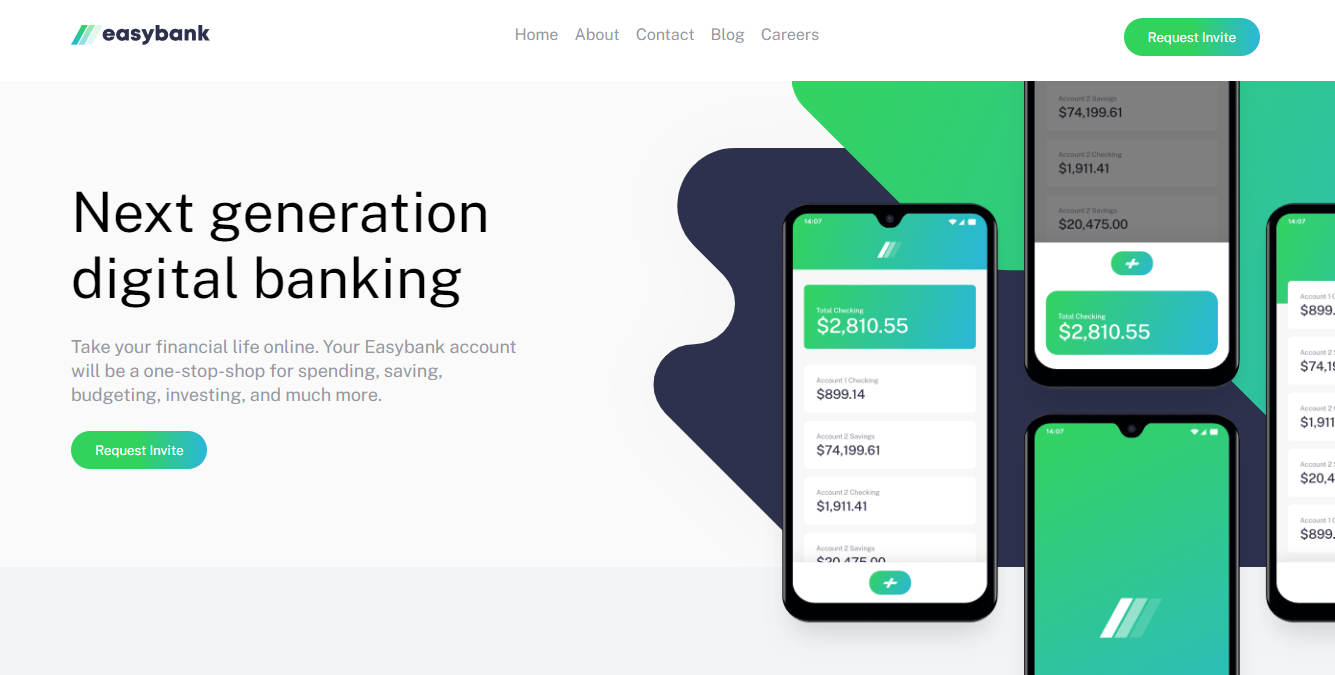 easybank
Home About Contact Blog Careers
Request Invite
Next generation
digital banking
Take your financial life online. Your Easybank account
will be a one-stop-shop for spending, saving,
budgeting, investing, and much more.
Request Invite
14:07
Total Checking
$2,810.55
Account 1 Checking
$899.14
Account 2 Savings
$74,199.61
Account 2 Checking
$1,911.41
Account 2 Savings
$20,475.00
Account 2 Savings
$74,199.61
Account 2 Checking
$1,911.41
Account 2 Savings
$20,475.00
Total Checking
$2,810.55
14:07
14:07
Account 1 C
$899.
Account 2 S
$74,19
Account 2 C
$1,911
Account 2 S
$20,4
Account 1 C
$899.